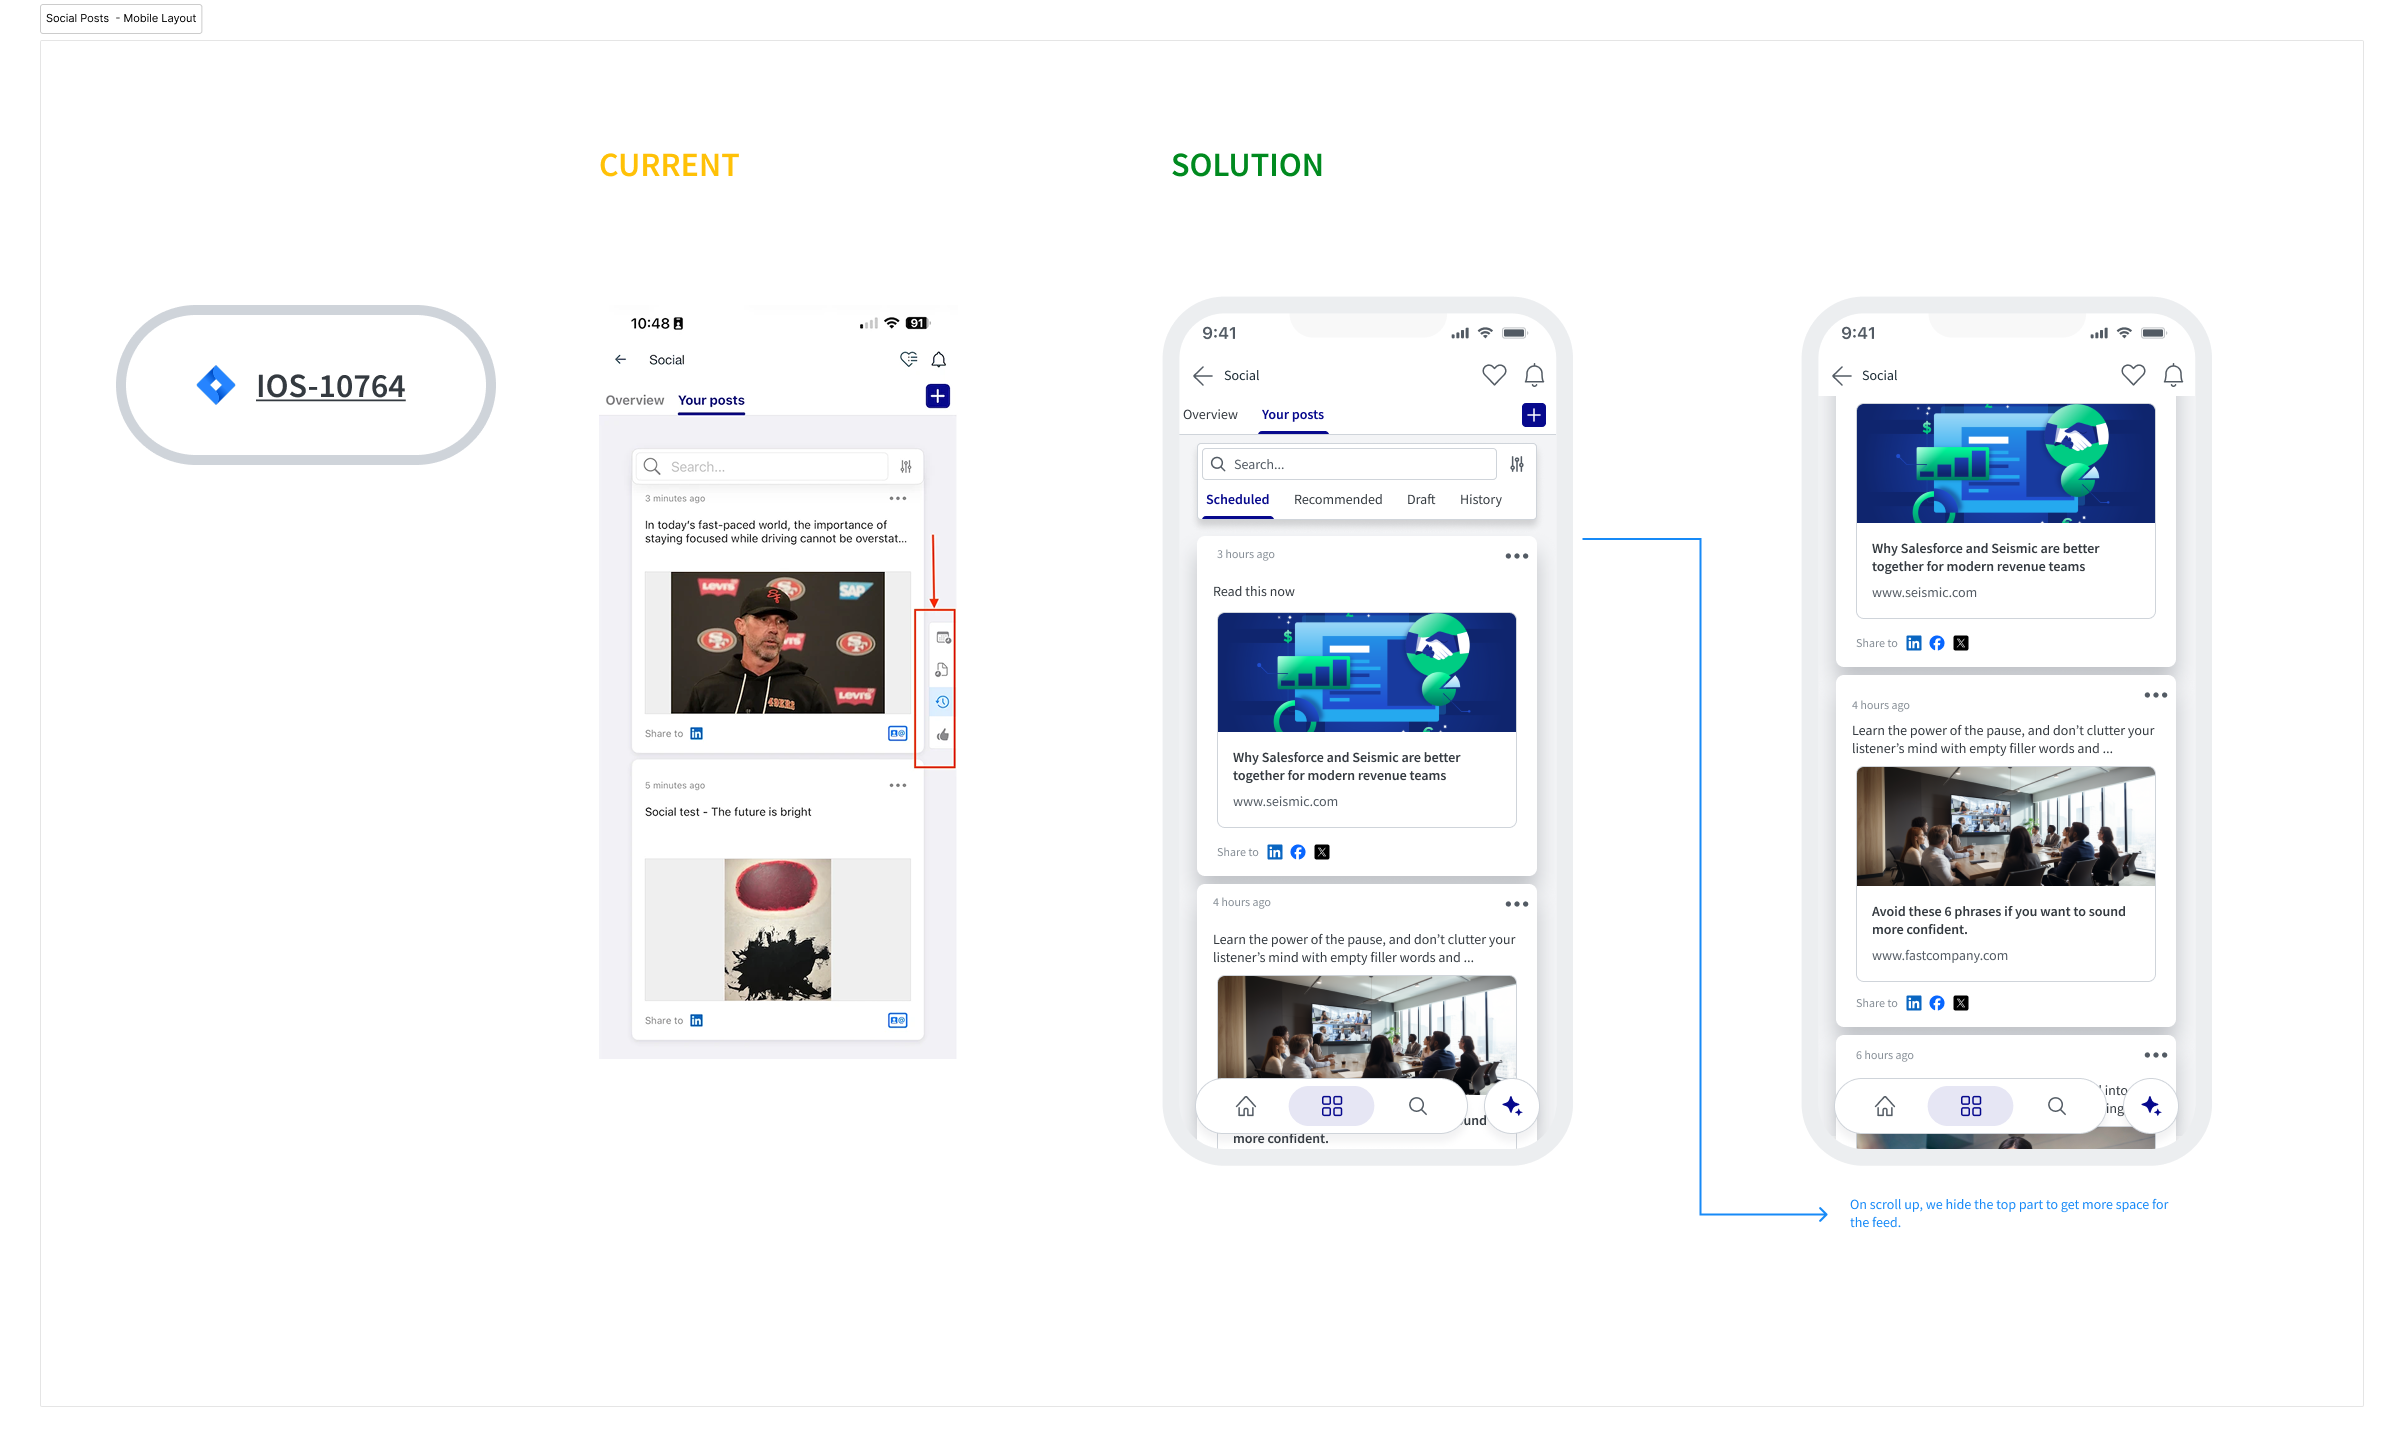 Social Posts - Mobile Layout
CURRENT
SOLUTION
IOS-10764
10:48
91
Social
Overview
Your posts
Search...
3 minutes ago
In today's fast-paced world, the importance of
staying focused while driving cannot be overstat...
LEVI'S
SAP
49ERS
LEVI'S
Share to
5 minutes ago
Social test - The future is bright
Share to
9:41
Social
Overview
Your posts
Search...
Scheduled
Recommended
Draft
History
3 hours ago
Read this now
Why Salesforce and Seismic are better
together for modern revenue teams
www.seismic.com
Share to
4 hours ago
Learn the power of the pause, and don't clutter your
listener's mind with empty filler words and ...
und
more confident.
9:41
Social
Why Salesforce and Seismic are better
together for modern revenue teams
www.seismic.com
Share to
4 hours ago
Learn the power of the pause, and don't clutter your
listener's mind with empty filler words and ...
Avoid these 6 phrases if you want to sound
more confident.
www.fastcompany.com
Share to
6 hours ago
into
ing
On scroll up, we hide the top part to get more space for
the feed.